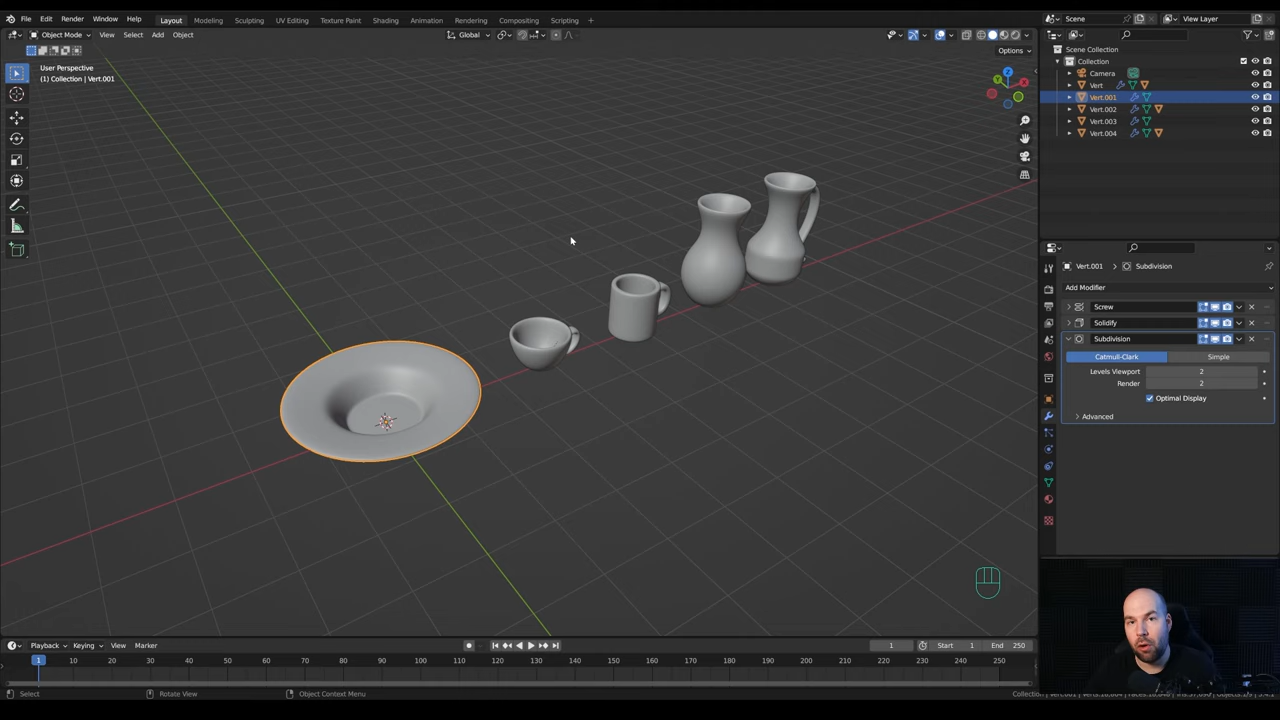 File Edit Render Window Help Layout Modeling Sculpting UV Editing Texture Paint Shading Animation Rendering Compositing Scripting + Scene View Layer
Object Mode View Select Add Object Global
Options
User Perspective
(1) Collection | Vert.001
Scene Collection
Collection
Camera
Vert
Vert.001
Vert.002
Vert.003
Vert.004
Vert.001 Subdivision
Add Modifier
Screw
Solidify
Subdivision
Catmull-Clark Simple
Levels Viewport 2
Render 2
Optimal Display
Advanced
X
Y
Z
Playback Keying View Marker 1 Start 1 End 250
1 10 20 30 40 50 60 70 80 90 100 110 120 130 140 150 160 170 180 190 200 210 220 230 240 250
Select Rotate View Object Context Menu